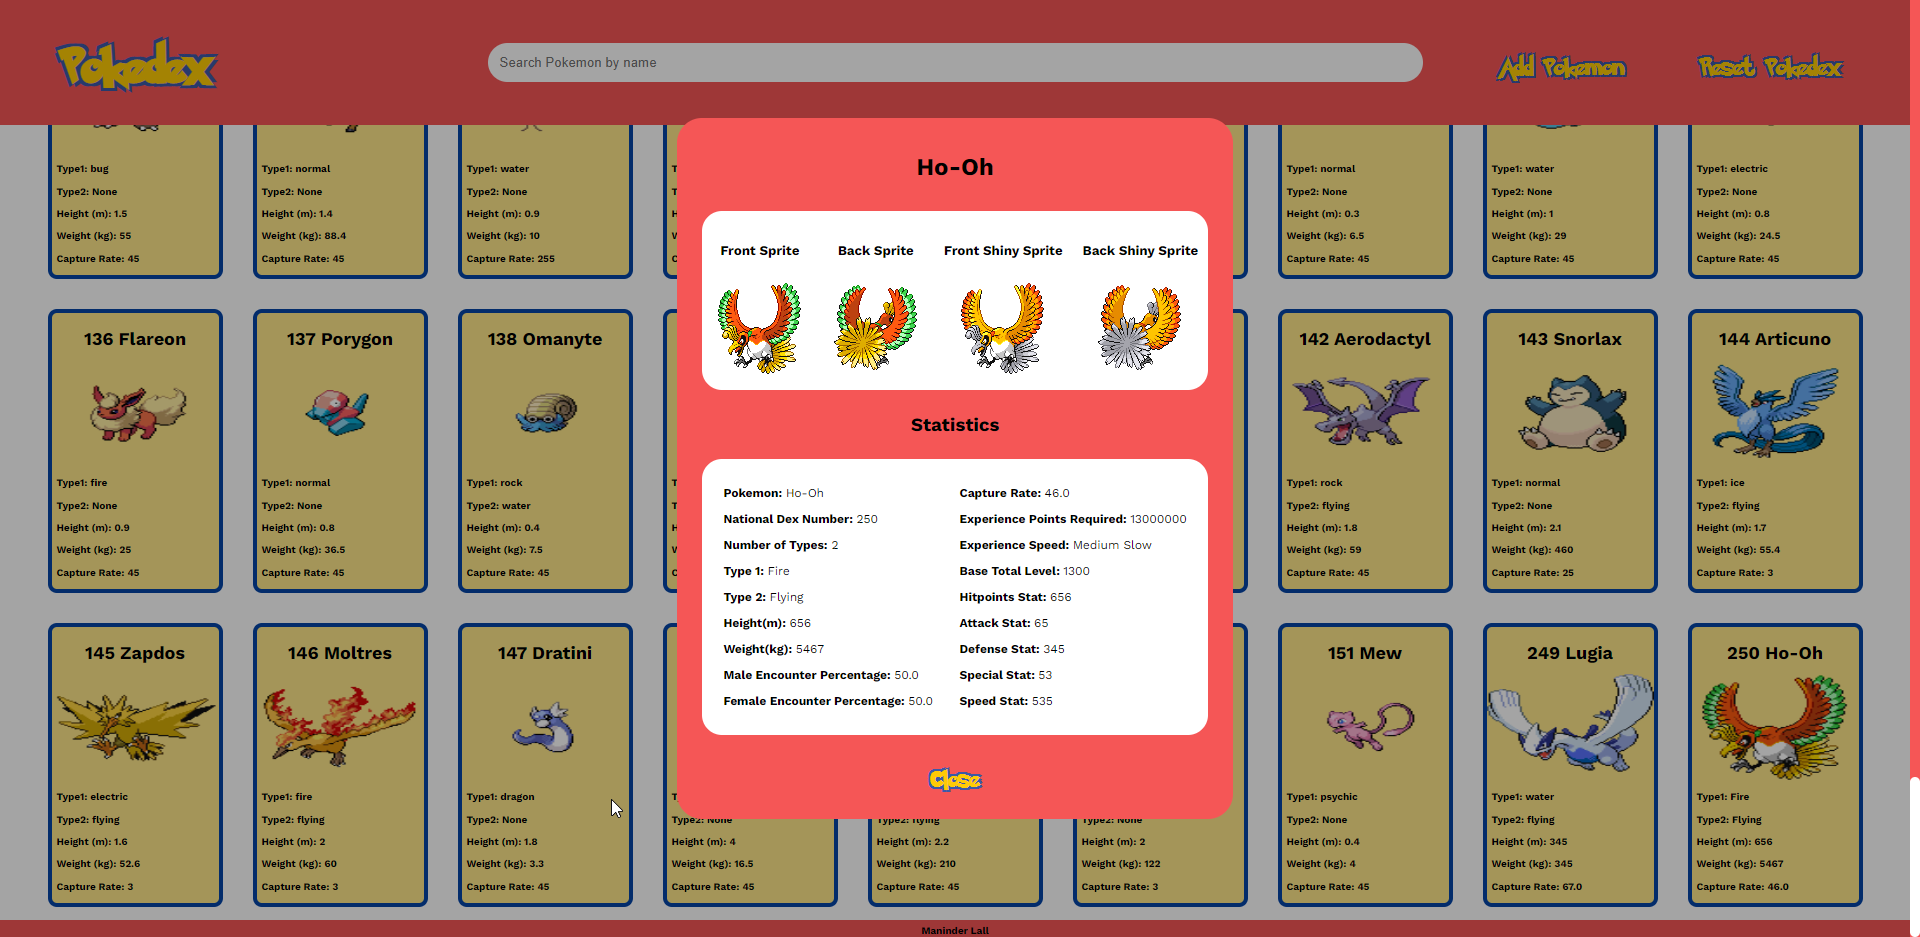 Pokedex
Search Pokemon by name
Add Pokemon
Reset Pokedex
Type1: bug
Type2: None
Height (m): 1.5
Weight (kg): 55
Capture Rate: 45
Type1: normal
Type2: None
Height (m): 1.4
Weight (kg): 88.4
Capture Rate: 45
Type1: water
Type2: None
Height (m): 0.9
Weight (kg): 10
Capture Rate: 255
Type1: normal
Type2: None
Height (m): 0.3
Weight (kg): 6.5
Capture Rate: 45
Type1: water
Type2: None
Height (m): 1
Weight (kg): 29
Capture Rate: 45
Type1: electric
Type2: None
Height (m): 0.8
Weight (kg): 24.5
Capture Rate: 45
136 Flareon
Type1: fire
Type2: None
Height (m): 0.9
Weight (kg): 25
Capture Rate: 45
137 Porygon
Type1: normal
Type2: None
Height (m): 0.8
Weight (kg): 36.5
Capture Rate: 45
138 Omanyte
Type1: rock
Type2: water
Height (m): 0.4
Weight (kg): 7.5
Capture Rate: 45
142 Aerodactyl
Type1: rock
Type2: flying
Height (m): 1.8
Weight (kg): 59
Capture Rate: 45
143 Snorlax
Type1: normal
Type2: None
Height (m): 2.1
Weight (kg): 460
Capture Rate: 25
144 Articuno
Type1: ice
Type2: flying
Height (m): 1.7
Weight (kg): 55.4
Capture Rate: 3
145 Zapdos
Type1: electric
Type2: flying
Height (m): 1.6
Weight (kg): 52.6
Capture Rate: 3
146 Moltres
Type1: fire
Type2: flying
Height (m): 2
Weight (kg): 60
Capture Rate: 3
147 Dratini
Type1: dragon
Type2: None
Height (m): 1.8
Weight (kg): 3.3
Capture Rate: 45
Type2: None
Height (m): 4
Weight (kg): 16.5
Capture Rate: 45
Type2: flying
Height (m): 2.2
Weight (kg): 210
Capture Rate: 45
Type2: None
Height (m): 2
Weight (kg): 122
Capture Rate: 3
151 Mew
Type1: psychic
Type2: None
Height (m): 0.4
Weight (kg): 4
Capture Rate: 45
249 Lugia
Type1: water
Type2: flying
Height (m): 345
Weight (kg): 345
Capture Rate: 67.0
250 Ho-Oh
Type1: Fire
Type2: Flying
Height (m): 656
Weight (kg): 5467
Capture Rate: 46.0
Ho-Oh
Front Sprite
Back Sprite
Front Shiny Sprite
Back Shiny Sprite
Statistics
Pokemon: Ho-Oh
National Dex Number: 250
Number of Types: 2
Type 1: Fire
Type 2: Flying
Height(m): 656
Weight(kg): 5467
Male Encounter Percentage: 50.0
Female Encounter Percentage: 50.0
Capture Rate: 46.0
Experience Points Required: 13000000
Experience Speed: Medium Slow
Base Total Level: 1300
Hitpoints Stat: 656
Attack Stat: 65
Defense Stat: 345
Special Stat: 53
Speed Stat: 535
Close
Maninder Lall